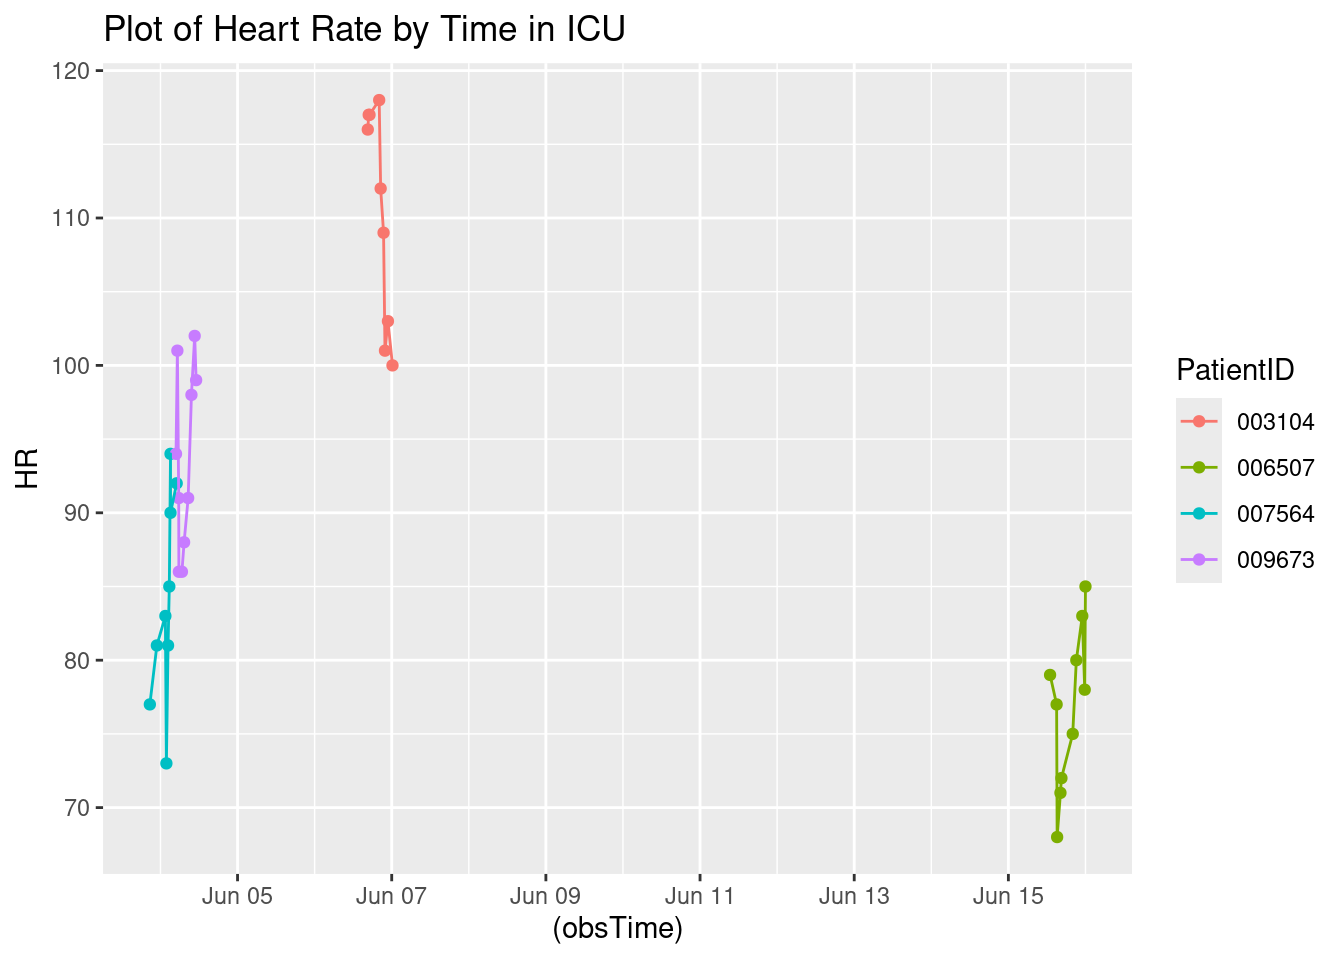 Plot of Heart Rate by Time in ICU
120
110
100
90
80
70
HR
Jun 05
Jun 07
Jun 09
Jun 11
Jun 13
Jun 15
(obsTime)
PatientID
003104
006507
007564
009673